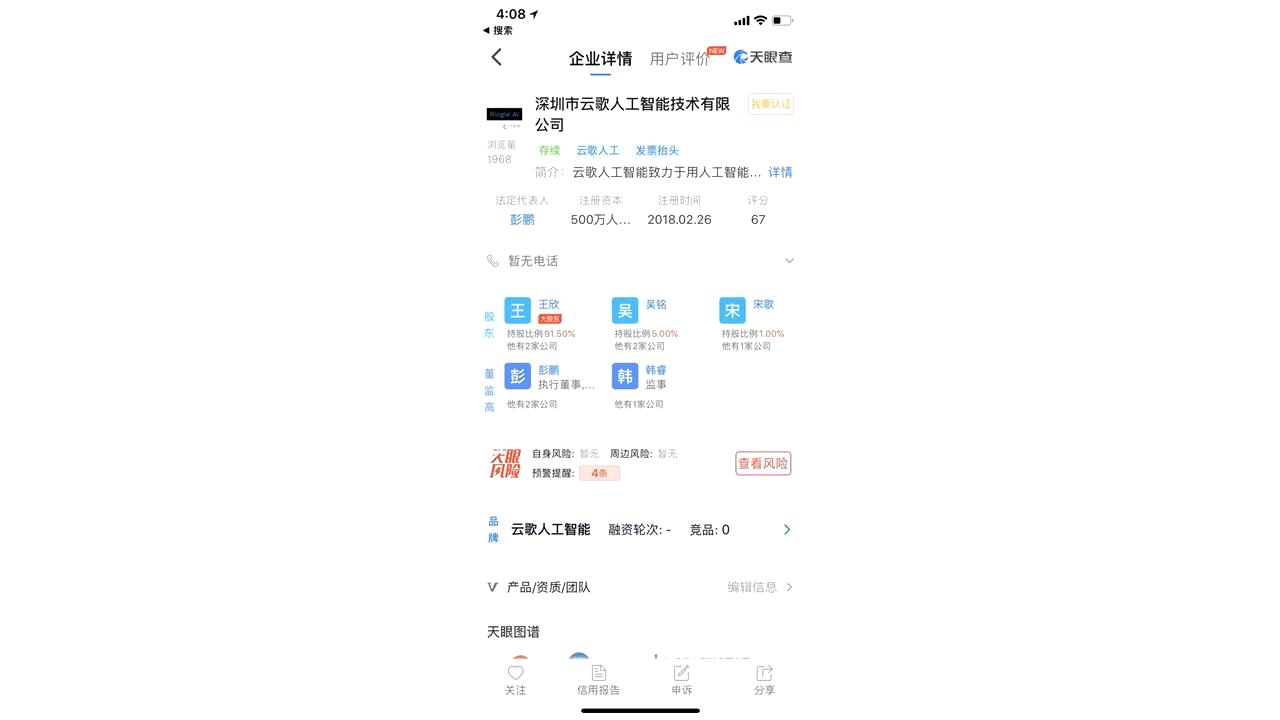 4:08
搜索
企业详情 用户评价 NEW 天眼查
深圳市云歌人工智能技术有限公司
我要认证
Ringle AI
浏览量
1968
存续 云歌人工 发票抬头
简介: 云歌人工智能致力于用人工智能... 详情
法定代表人 注册资本 注册时间 评分
彭鹏 500万人... 2018.02.26 67
暂无电话
股东
王 王欣 大股东
持股比例 91.50%
他有2家公司
吴 吴铭
持股比例 5.00%
他有2家公司
宋 宋歌
持股比例 1.00%
他有1家公司
董监高
彭 彭鹏
执行董事,...
他有2家公司
韩 韩睿
监事
他有1家公司
天眼风险
自身风险: 暂无 周边风险: 暂无
预警提醒: 4条
查看风险
品牌
云歌人工智能 融资轮次: - 竞品: 0
产品/资质/团队 编辑信息
天眼图谱
关注 信用报告 申诉 分享